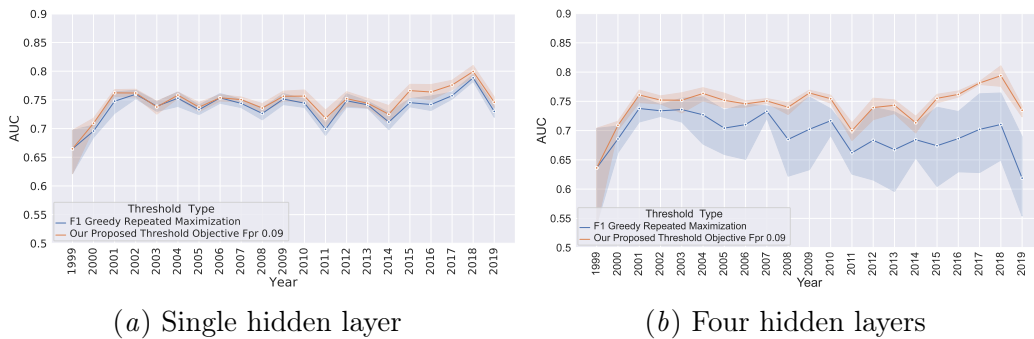 0.9
0.85
0.8
0.75
0.7
0.65
0.6
0.55
0.5
AUC
Threshold Type
F1 Greedy Repeated Maximization
Our Proposed Threshold Objective Fpr 0.09
1999 2000 2001 2002 2003 2004 2005 2006 2007 2008 2009 2010 2011 2012 2013 2014 2015 2016 2017 2018 2019
Year
(a) Single hidden layer
0.9
0.85
0.8
0.75
0.7
0.65
0.6
0.55
0.5
AUC
Threshold Type
F1 Greedy Repeated Maximization
Our Proposed Threshold Objective Fpr 0.09
1999 2000 2001 2002 2003 2004 2005 2006 2007 2008 2009 2010 2011 2012 2013 2014 2015 2016 2017 2018 2019
Year
(b) Four hidden layers